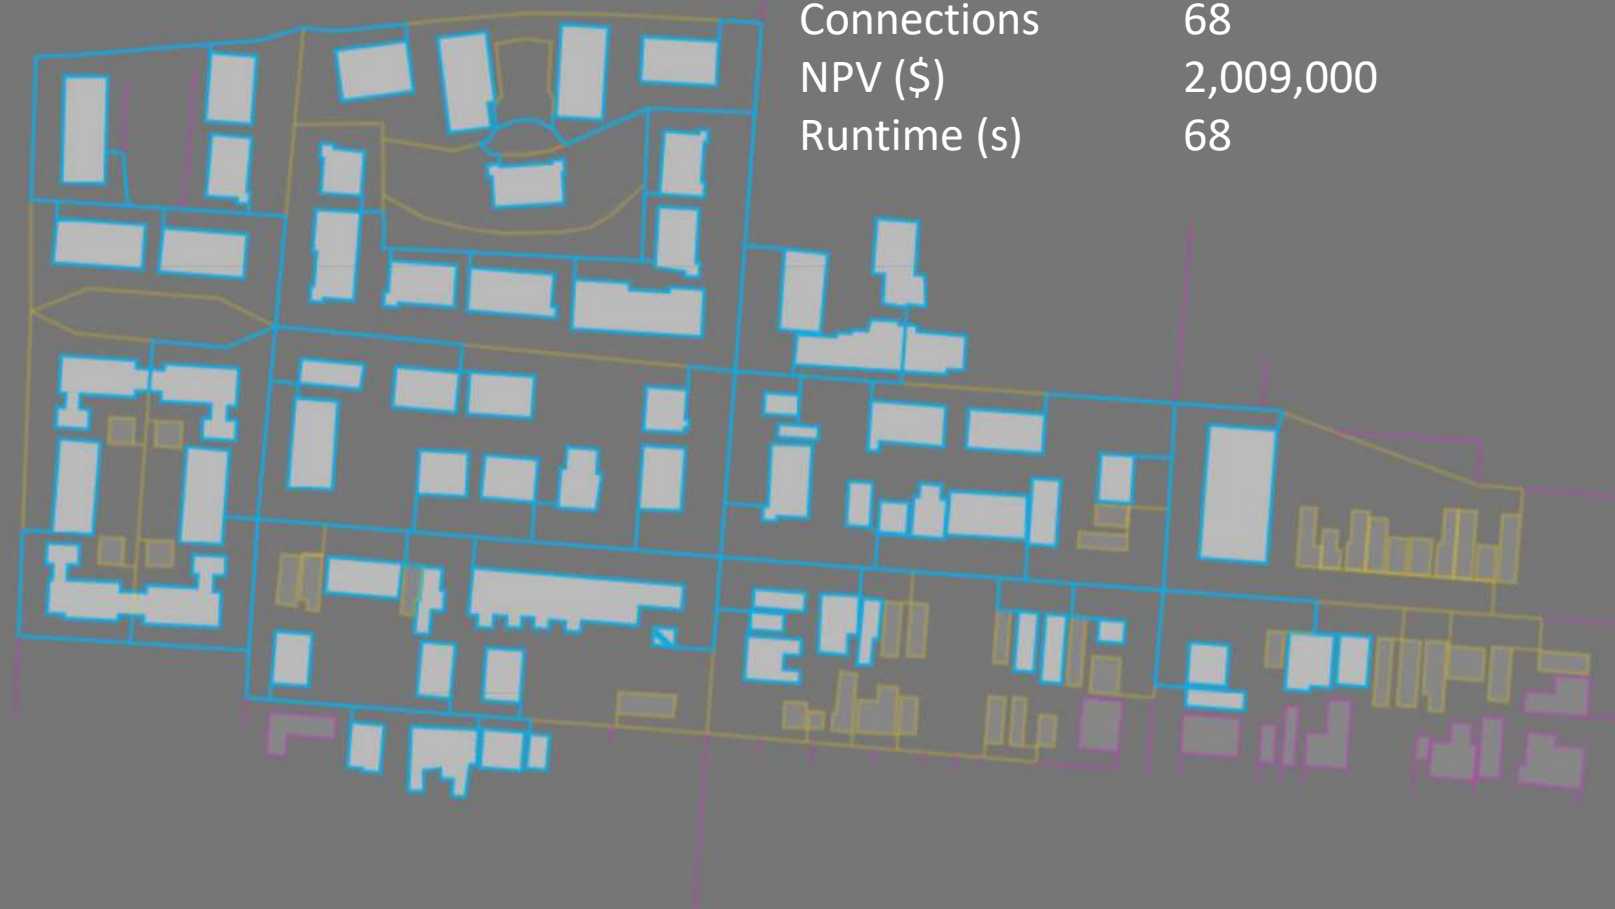 Connections 68
NPV ($) 2,009,000
Runtime (s) 68